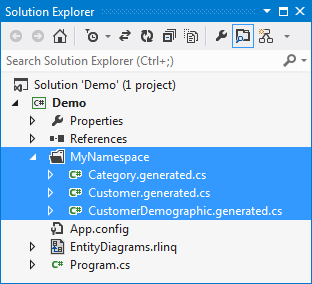 Solution Explorer
Search Solution Explorer (Ctrl+;)
Solution 'Demo' (1 project)
C# Demo
Properties
References
MyNamespace
C# Category.generated.cs
C# Customer.generated.cs
C# CustomerDemographic.generated.cs
App.config
EntityDiagrams.rlinq
C# Program.cs